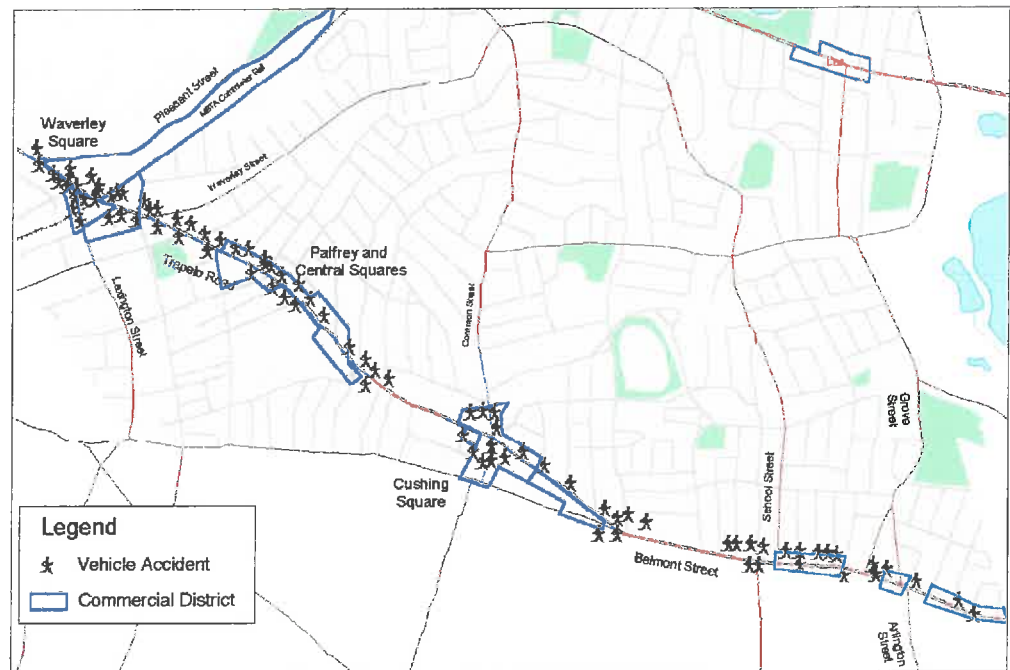 Pleasant Street
MBTA Commuter Rail
Waverley
Square
Waverley Street
Palfrey and
Central Squares
Trapelo Road
Lexington Street
Common Street
Grove
Street
School Street
Cushing
Square
Belmont Street
Arlington
Street
Legend
Vehicle Accident
Commercial District